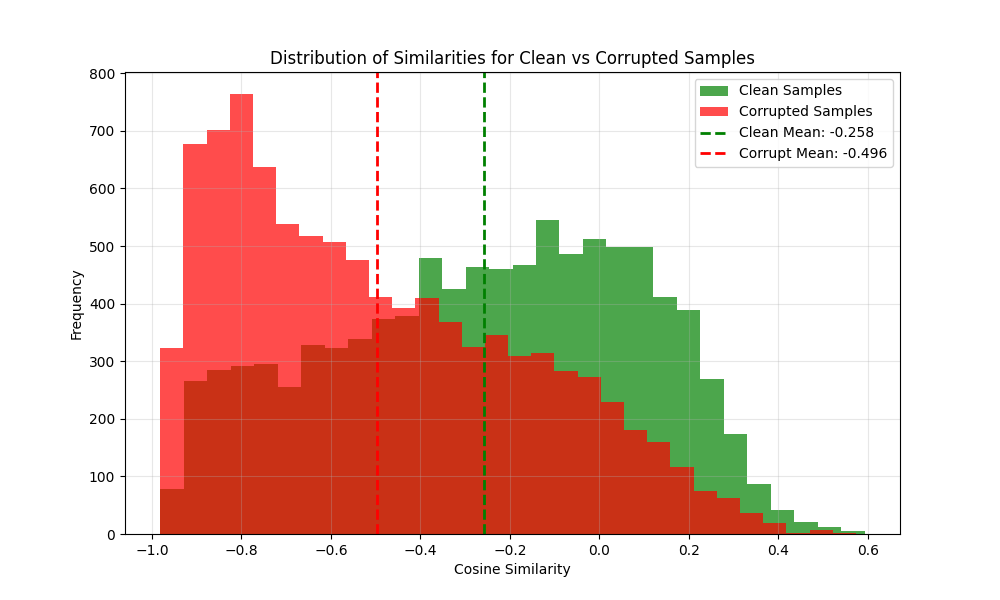 Distribution of Similarities for Clean vs Corrupted Samples
Clean Samples
Corrupted Samples
Clean Mean: -0.258
Corrupt Mean: -0.496
800
700
600
500
400
300
200
100
0
Frequency
−1.0 −0.8 −0.6 −0.4 −0.2 0.0 0.2 0.4 0.6
Cosine Similarity